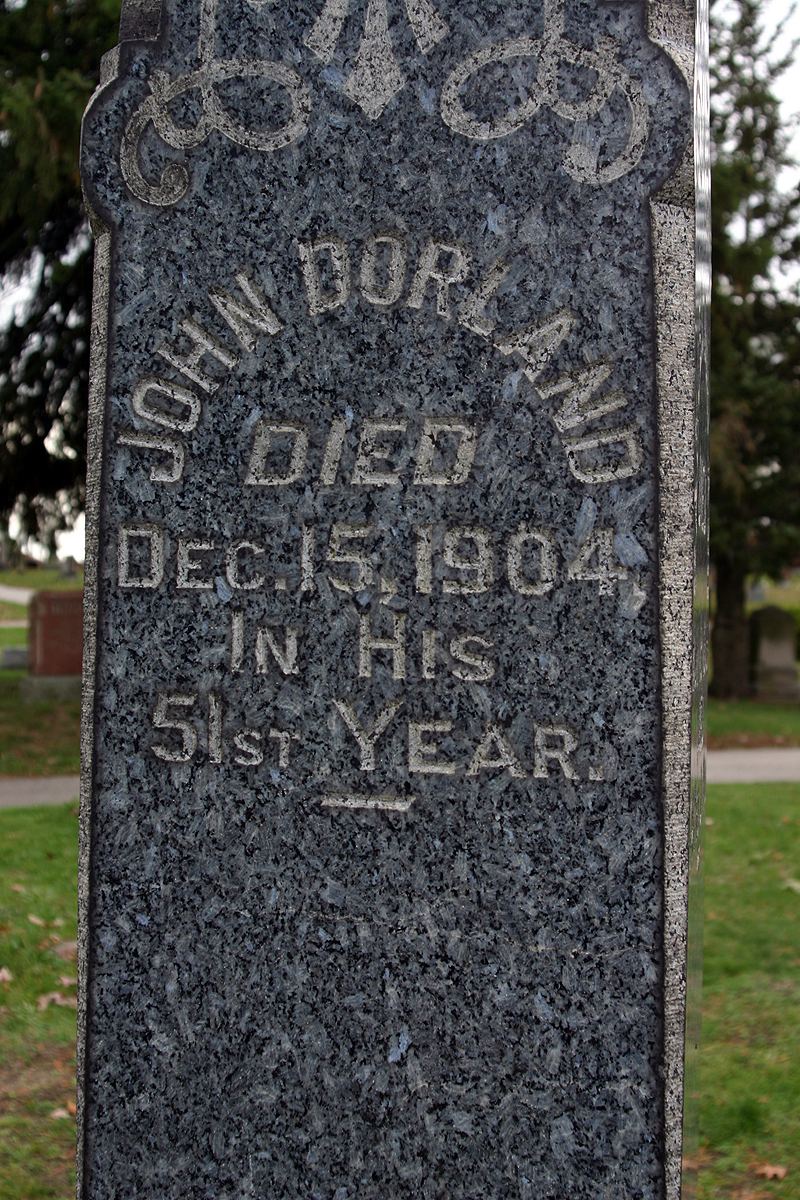 JOHN DORLAND
DIED
DEC. 15, 1904,
IN HIS
51ST YEAR.